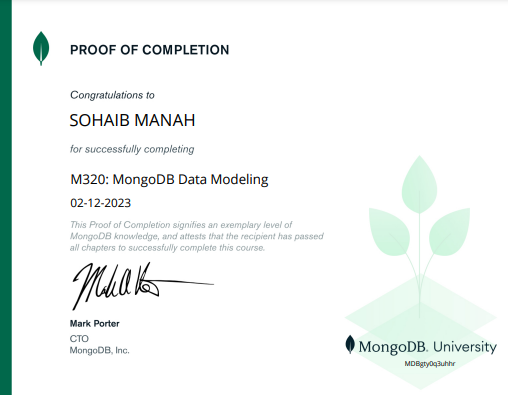 PROOF OF COMPLETION
Congratulations to
SOHAIB MANAH
for successfully completing
M320: MongoDB Data Modeling
02-12-2023
This Proof of Completion signifies an exemplary level of
MongoDB knowledge, and attests that the recipient has passed
all chapters to successfully complete this course.
Mark Porter
CTO
MongoDB, Inc.
MongoDB. University
MDBgty0q3uhhr